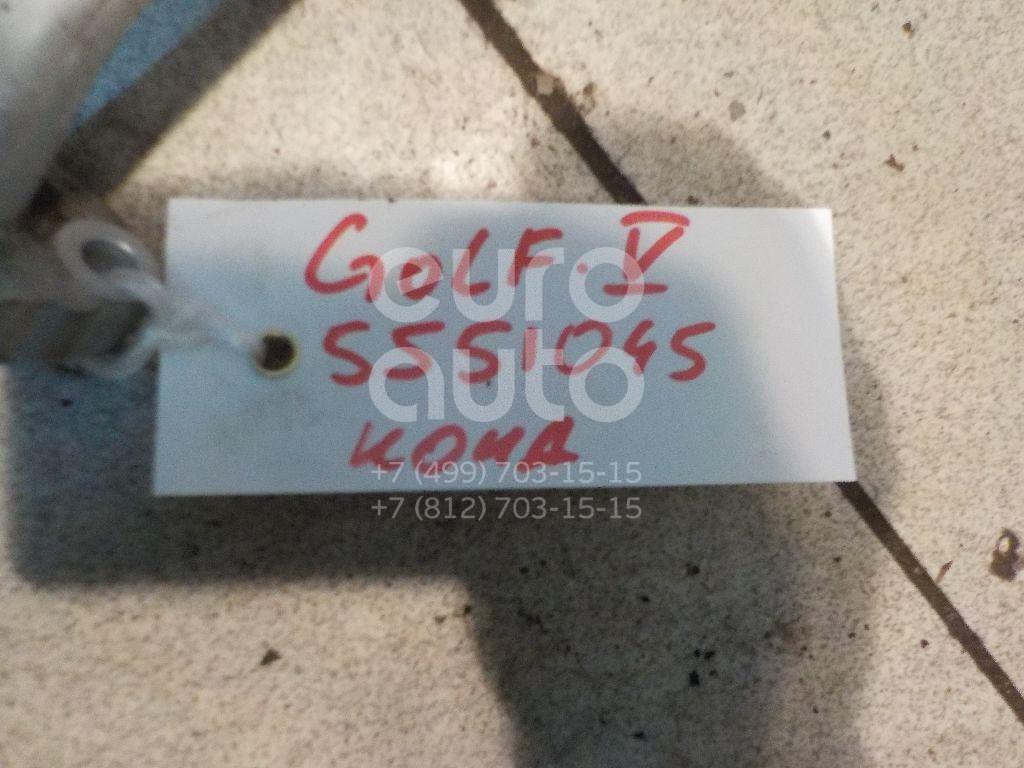 GOLF. V
5551045
КОНД
euro
auto
+7 (499) 703-15-15
+7 (812) 703-15-15